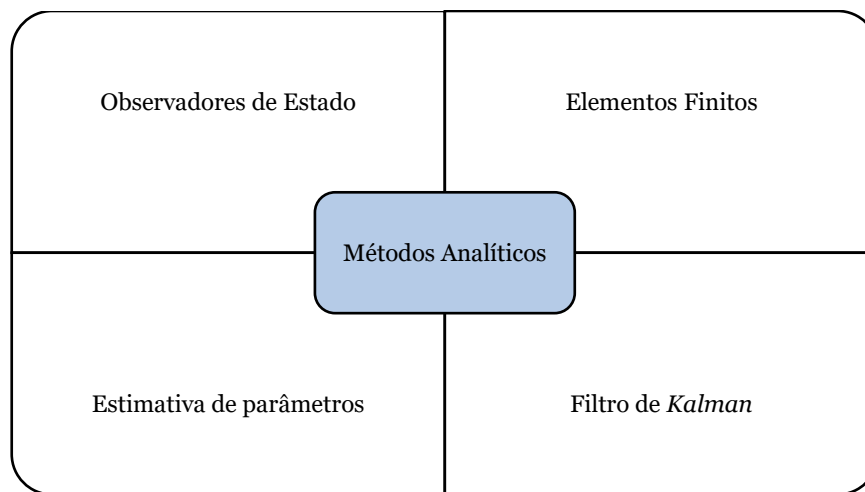 Observadores de Estado
Elementos Finitos
Métodos Analíticos
Estimativa de parâmetros
Filtro de Kalman